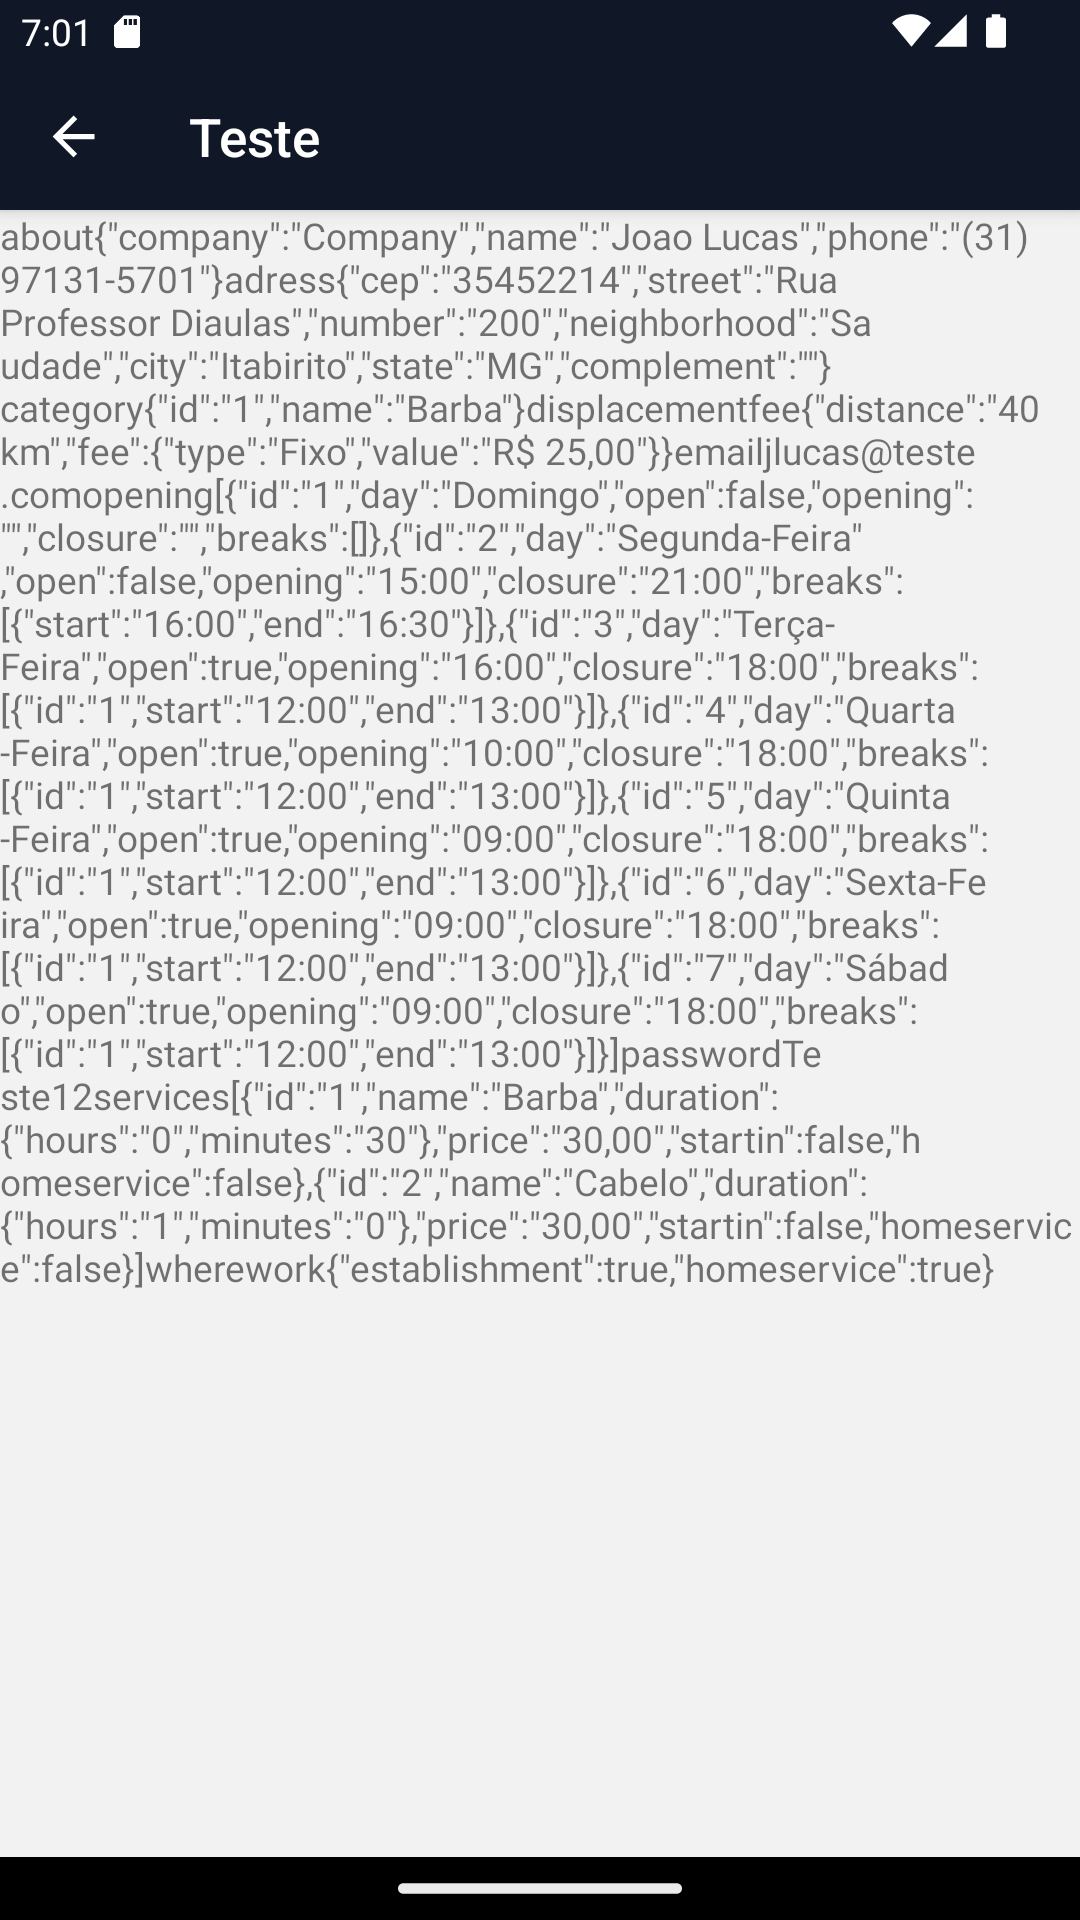 7:01
Teste
about{"company":"Company","name":"Joao Lucas","phone":"(31)
97131-5701"}adress{"cep":"35452214","street":"Rua
Professor Diaulas","number":"200","neighborhood":"Sa
udade","city":"Itabirito","state":"MG","complement":""}
category{"id":"1","name":"Barba"}displacementfee{"distance":"40
km","fee":{"type":"Fixo","value":"R$ 25,00"}}emailjlucas@teste
.comopening[{"id":"1","day":"Domingo","open":false,"opening":
"","closure":"","breaks":[]},{"id":"2","day":"Segunda-Feira"
,"open":false,"opening":"15:00","closure":"21:00","breaks":
[{"start":"16:00","end":"16:30"}]},{"id":"3","day":"Terça-
Feira","open":true,"opening":"16:00","closure":"18:00","breaks":
[{"id":"1","start":"12:00","end":"13:00"}]},{"id":"4","day":"Quarta
-Feira","open":true,"opening":"10:00","closure":"18:00","breaks":
[{"id":"1","start":"12:00","end":"13:00"}]},{"id":"5","day":"Quinta
-Feira","open":true,"opening":"09:00","closure":"18:00","breaks":
[{"id":"1","start":"12:00","end":"13:00"}]},{"id":"6","day":"Sexta-Fe
ira","open":true,"opening":"09:00","closure":"18:00","breaks":
[{"id":"1","start":"12:00","end":"13:00"}]},{"id":"7","day":"Sábad
o","open":true,"opening":"09:00","closure":"18:00","breaks":
[{"id":"1","start":"12:00","end":"13:00"}]}]passwordTe
ste12services[{"id":"1","name":"Barba","duration":
{"hours":"0","minutes":"30"},"price":"30,00","startin":false,"h
omeservice":false},{"id":"2","name":"Cabelo","duration":
{"hours":"1","minutes":"0"},"price":"30,00","startin":false,"homeservic
e":false}]wherework{"establishment":true,"homeservice":true}